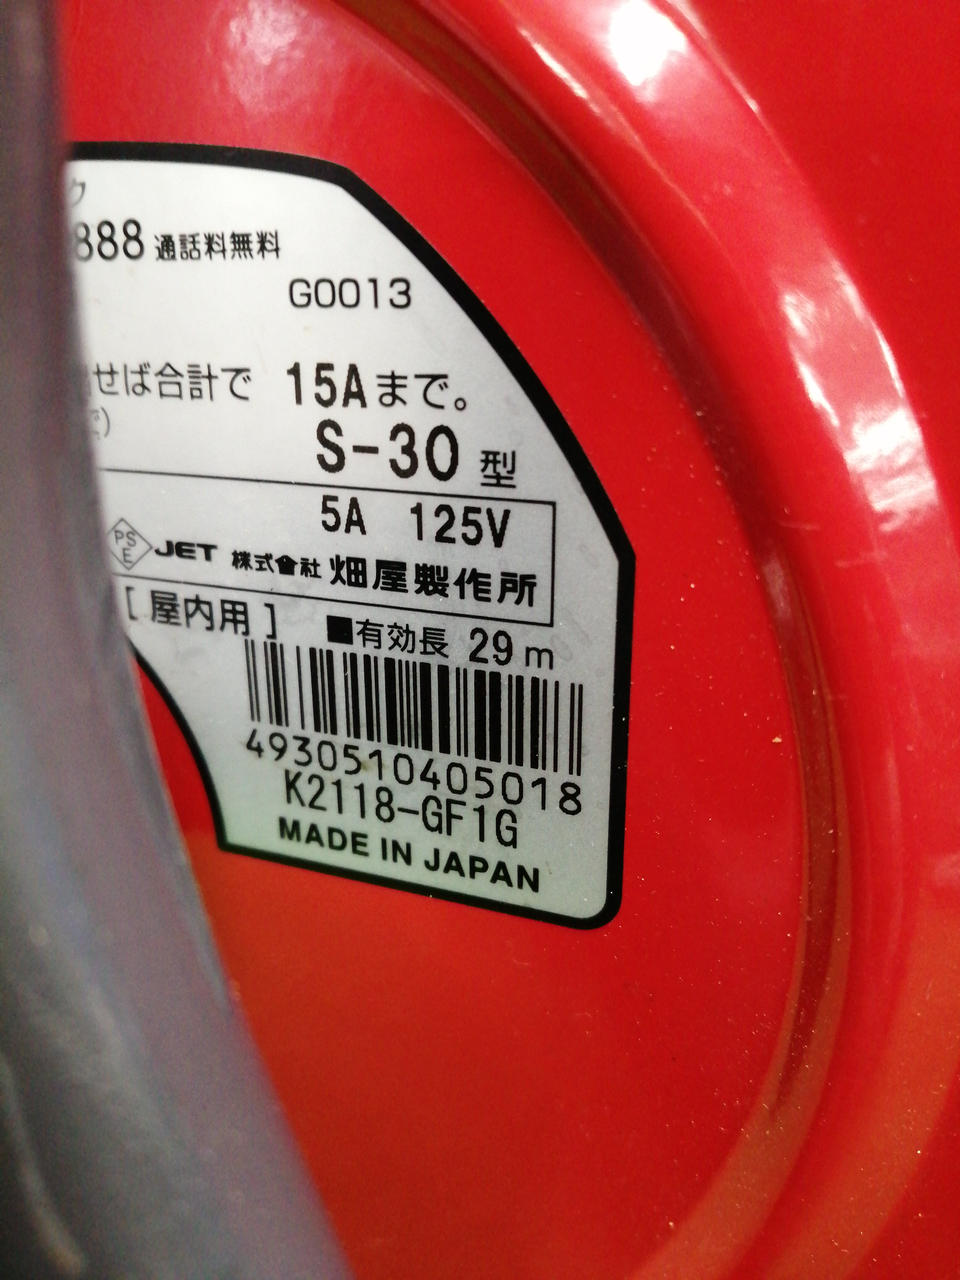 ク
888 通話料無料
G0013
せば合計で 15Aまで。
S-30 型
5A 125V
PSE JET 株式會社 畑屋製作所
[ 屋内用 ] ■有効長 29m
4930510405018
K2118-GF1G
MADE IN JAPAN